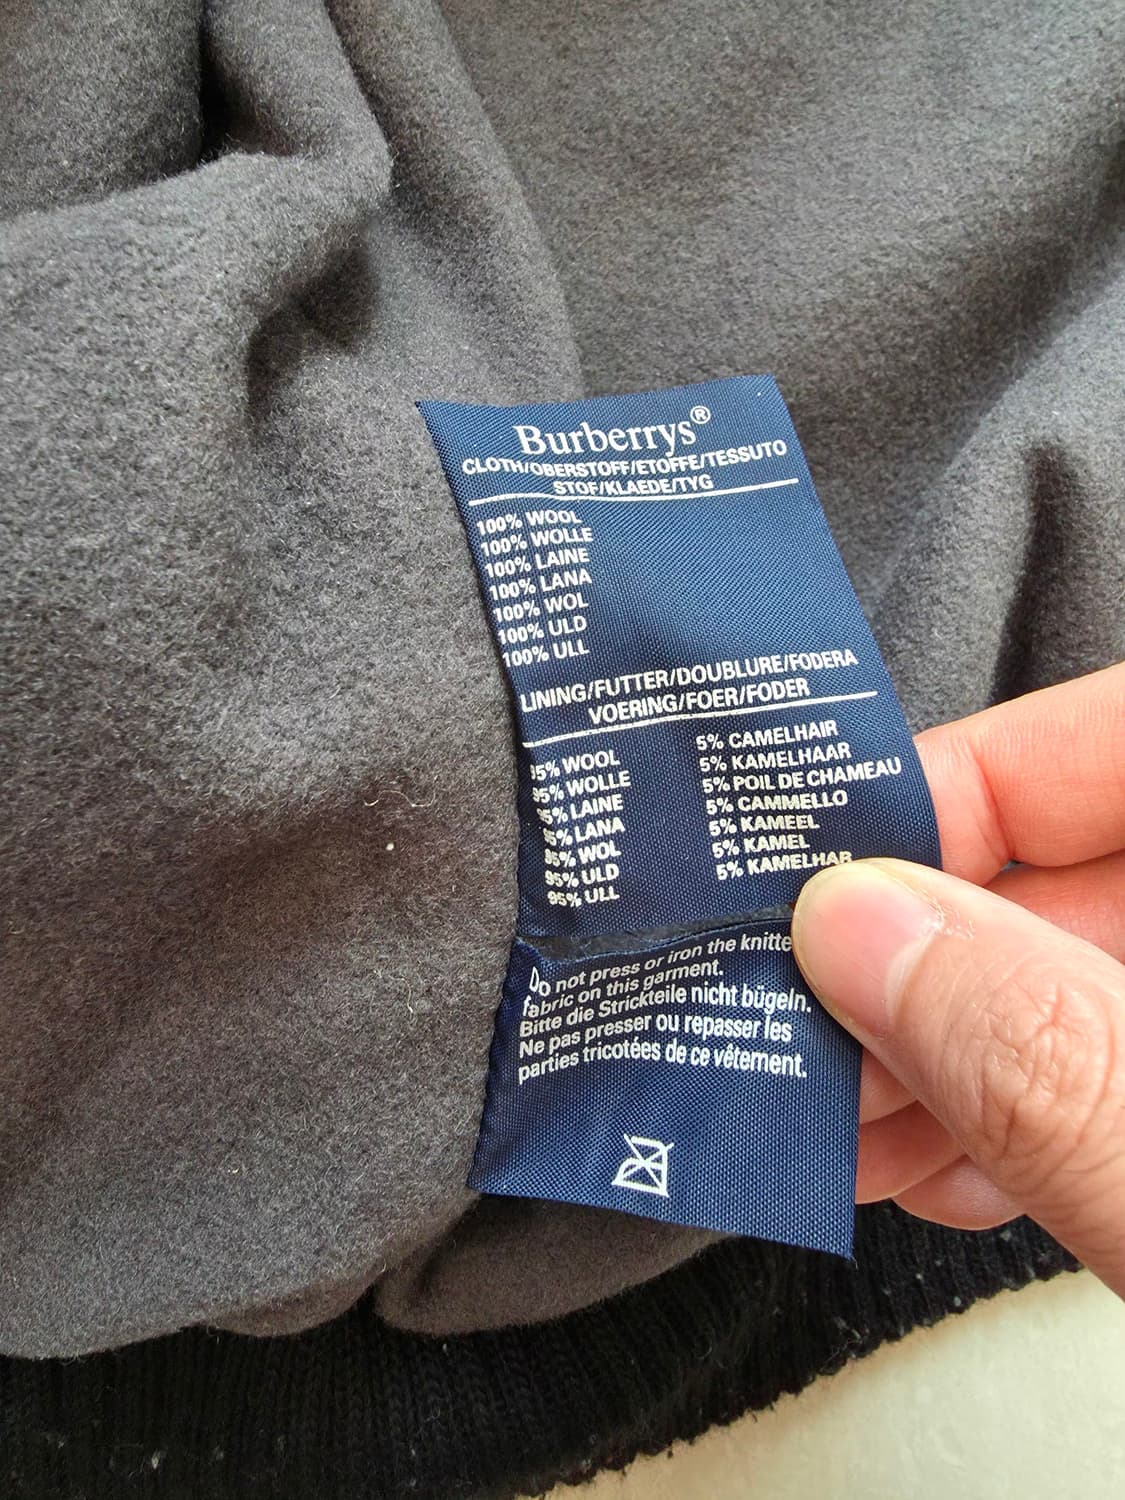 Burberrys®
CLOTH/OBERSTOFF/ETOFFE/TESSUTO
STOF/KLAEDE/TYG
100% WOOL
100% WOLLE
100% LAINE
100% LANA
100% WOL
100% ULD
100% ULL
LINING/FUTTER/DOUBLURE/FODERA
VOERING/FOER/FODER
95% WOOL 5% CAMELHAIR
95% WOLLE 5% KAMELHAAR
95% LAINE 5% POIL DE CHAMEAU
95% LANA 5% CAMMELLO
95% WOL 5% KAMEEL
95% ULD 5% KAMEL
95% ULL 5% KAMELHAR
Do not press or iron the knitte
fabric on this garment.
Bitte die Strickteile nicht bügeln.
Ne pas presser ou repasser les
parties tricotées de ce vêtement.